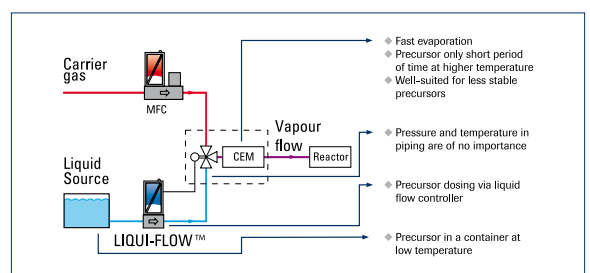 Carrier
gas
MFC
Liquid
Source
LIQUI-FLOW™
CEM
Vapour
flow
Reactor
Fast evaporation
Precursor only short period
of time at higher temperature
Well-suited for less stable
precursors
Pressure and temperature in
piping are of no importance
Precursor dosing via liquid
flow controller
Precursor in a container at
low temperature